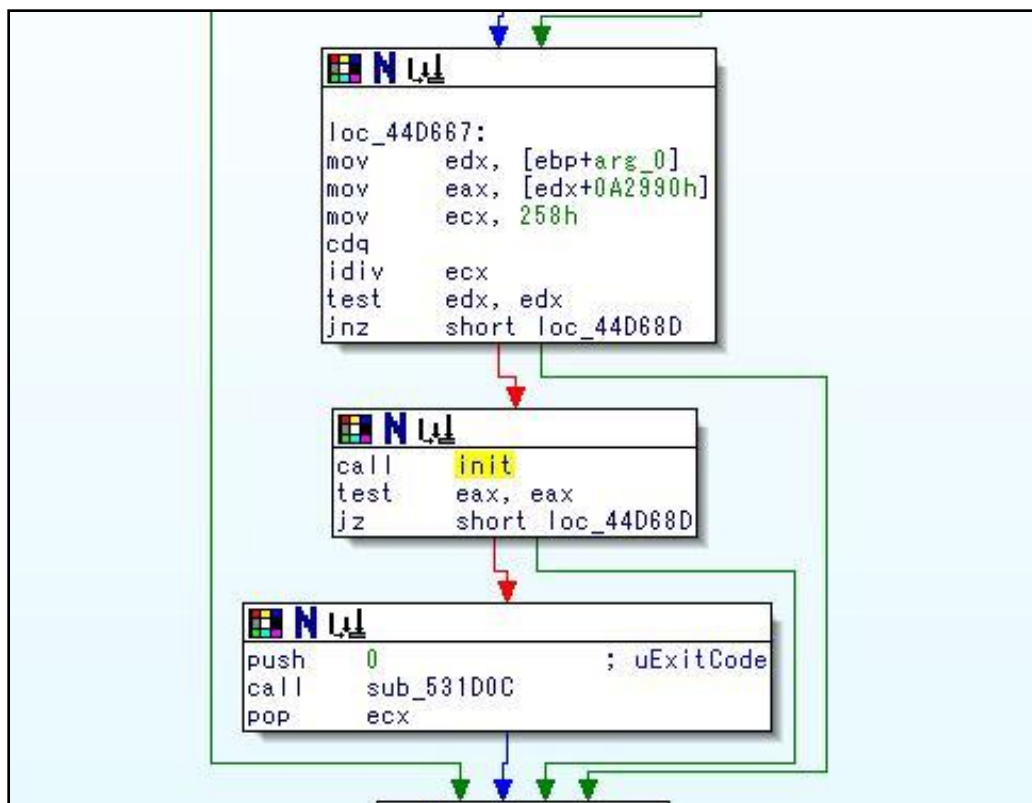 loc_44D667:
mov edx, [ebp+arg_0]
mov eax, [edx+0A2990h]
mov ecx, 258h
cdq
idiv ecx
test edx, edx
jnz short loc_44D68D
call init
test eax, eax
jz short loc_44D68D
push 0 ; uExitCode
call sub_531D0C
pop ecx